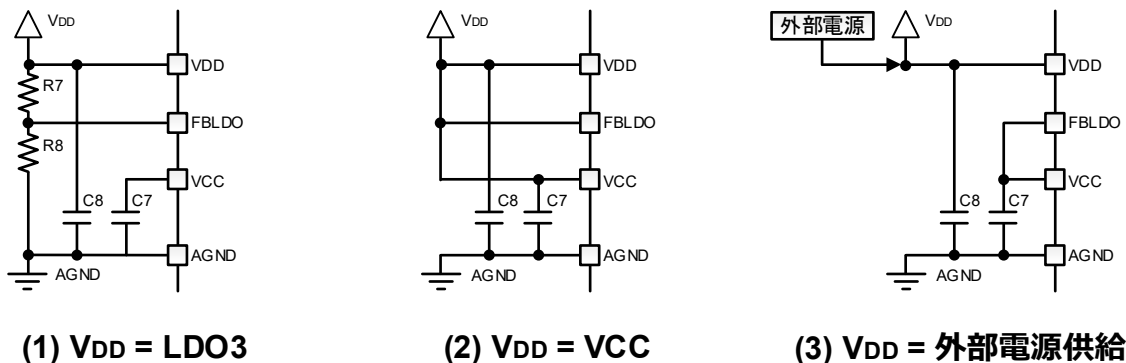 VDD
VDD
R7
FBLDO
R8
VCC
C8
C7
AGND
AGND
(1) VDD = LDO3
VDD
VDD
FBLDO
VCC
C8
C7
AGND
AGND
(2) VDD = VCC
外部電源
VDD
VDD
FBLDO
VCC
C8
C7
AGND
AGND
(3) VDD = 外部電源供給